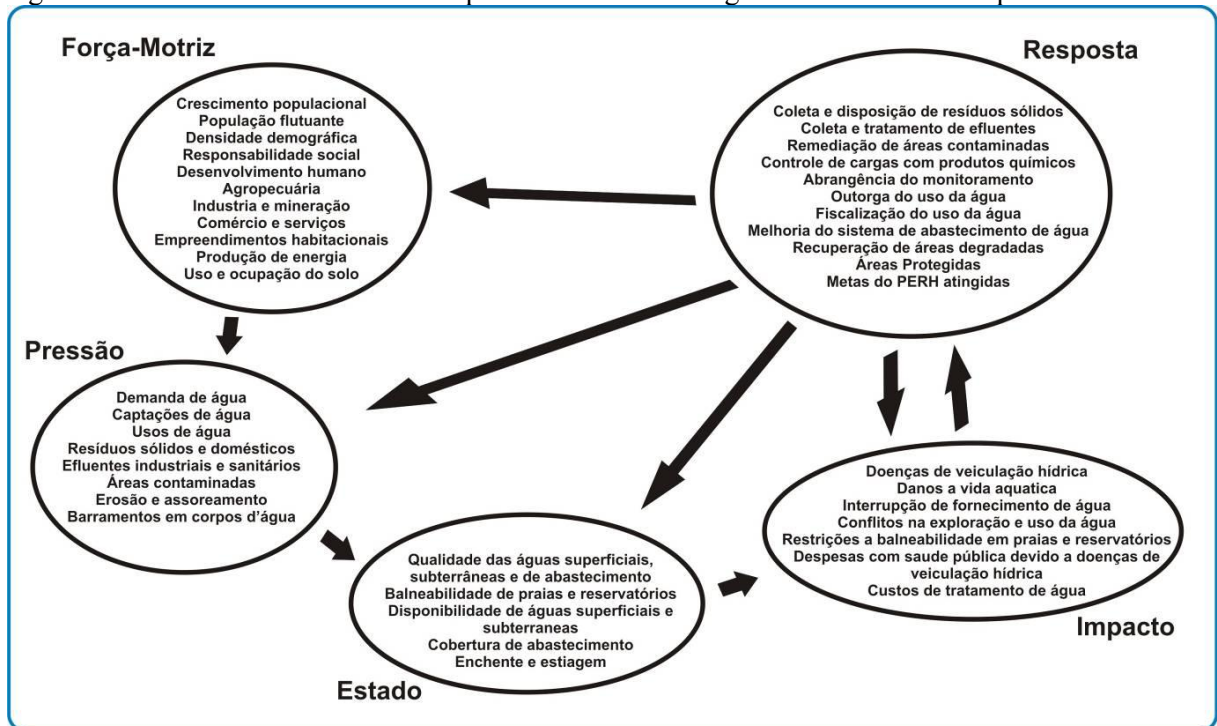 Força-Motriz
Crescimento populacional
População flutuante
Densidade demográfica
Responsabilidade social
Desenvolvimento humano
Agropecuária
Industria e mineração
Comércio e serviços
Empreendimentos habitacionais
Produção de energia
Uso e ocupação do solo
Resposta
Coleta e disposição de resíduos sólidos
Coleta e tratamento de efluentes
Remediação de áreas contaminadas
Controle de cargas com produtos químicos
Abrangência do monitoramento
Outorga do uso da água
Fiscalização do uso da água
Melhoria do sistema de abastecimento de água
Recuperação de áreas degradadas
Áreas Protegidas
Metas do PERH atingidas
Pressão
Demanda de água
Captações de água
Usos de água
Resíduos sólidos e domésticos
Efluentes industriais e sanitários
Áreas contaminadas
Erosão e assoreamento
Barramentos em corpos d'água
Qualidade das águas superficiais,
subterrâneas e de abastecimento
Balneabilidade de praias e reservatórios
Disponibilidade de águas superficiais e
subterraneas
Cobertura de abastecimento
Enchente e estiagem
Estado
Doenças de veiculação hídrica
Danos a vida aquatica
Interrupção de fornecimento de água
Conflitos na exploração e uso da água
Restrições a balneabilidade em praias e reservatórios
Despesas com saude pública devido a doenças de
veiculação hídrica
Custos de tratamento de água
Impacto